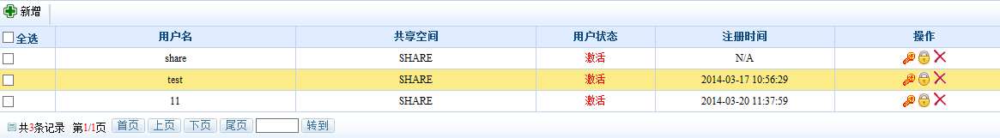 新增
全选 用户名 共享空间 用户状态 注册时间 操作
share SHARE 激活 N/A
test SHARE 激活 2014-03-17 10:56:29
11 SHARE 激活 2014-03-20 11:37:59
共3条记录 第1/1页 首页 上页 下页 尾页 转到